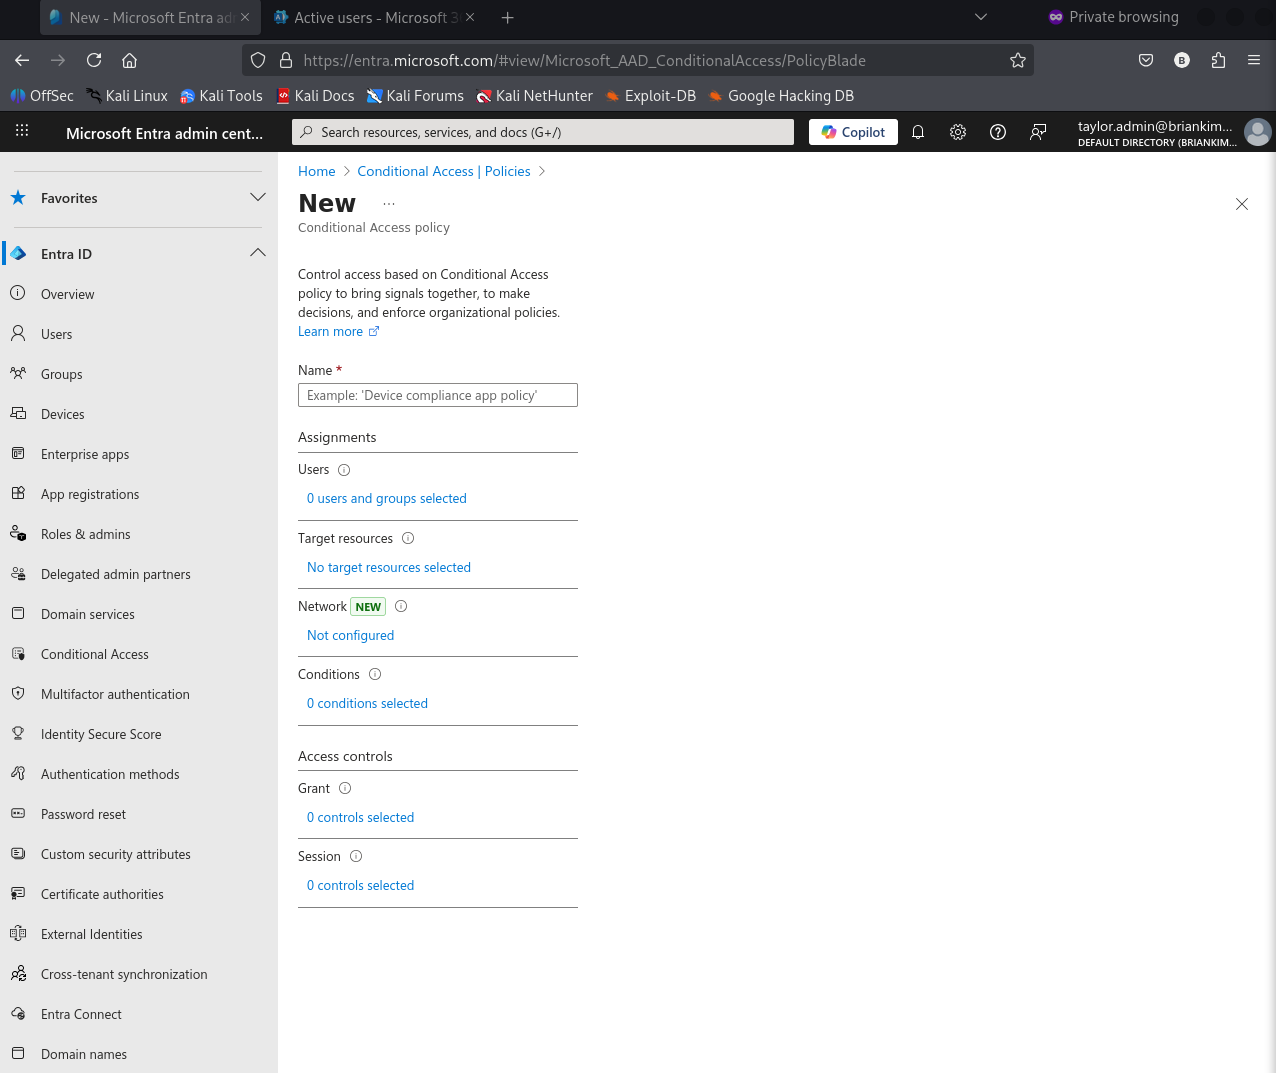 New - Microsoft Entra ad
Active users - Microsoft 3
Private browsing
https://entra.microsoft.com/#view/Microsoft_AAD_ConditionalAccess/PolicyBlade
B
OffSec
Kali Linux
Kali Tools
Kali Docs
Kali Forums
Kali NetHunter
Exploit-DB
Google Hacking DB
Microsoft Entra admin cent...
Search resources, services, and docs (G+/)
Copilot
taylor.admin@briankim...
DEFAULT DIRECTORY (BRIANKIM...
Favorites
Entra ID
Overview
Users
Groups
Devices
Enterprise apps
App registrations
Roles & admins
Delegated admin partners
Domain services
Conditional Access
Multifactor authentication
Identity Secure Score
Authentication methods
Password reset
Custom security attributes
Certificate authorities
External Identities
Cross-tenant synchronization
Entra Connect
Domain names
Home > Conditional Access | Policies >
New ...
Conditional Access policy
Control access based on Conditional Access
policy to bring signals together, to make
decisions, and enforce organizational policies.
Learn more
Name *
Example: 'Device compliance app policy'
Assignments
Users
0 users and groups selected
Target resources
No target resources selected
Network NEW
Not configured
Conditions
0 conditions selected
Access controls
Grant
0 controls selected
Session
0 controls selected